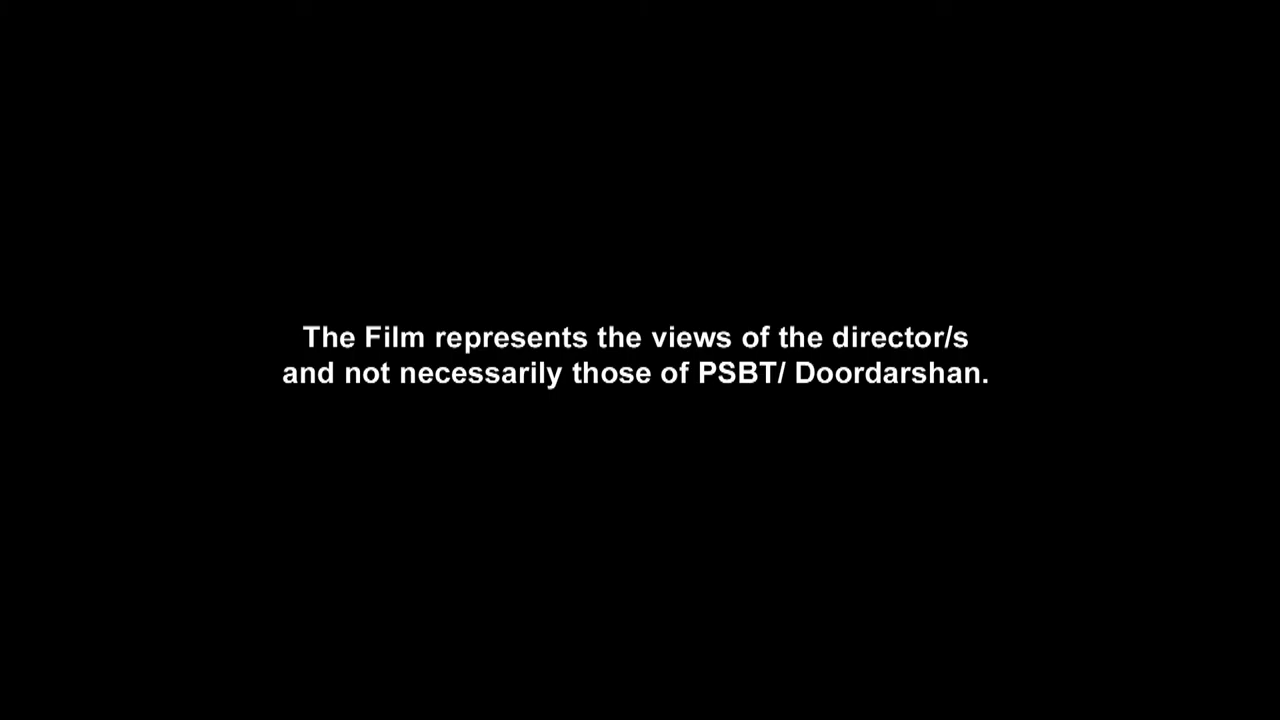 The Film represents the views of the director/s
and not necessarily those of PSBT/ Doordarshan.